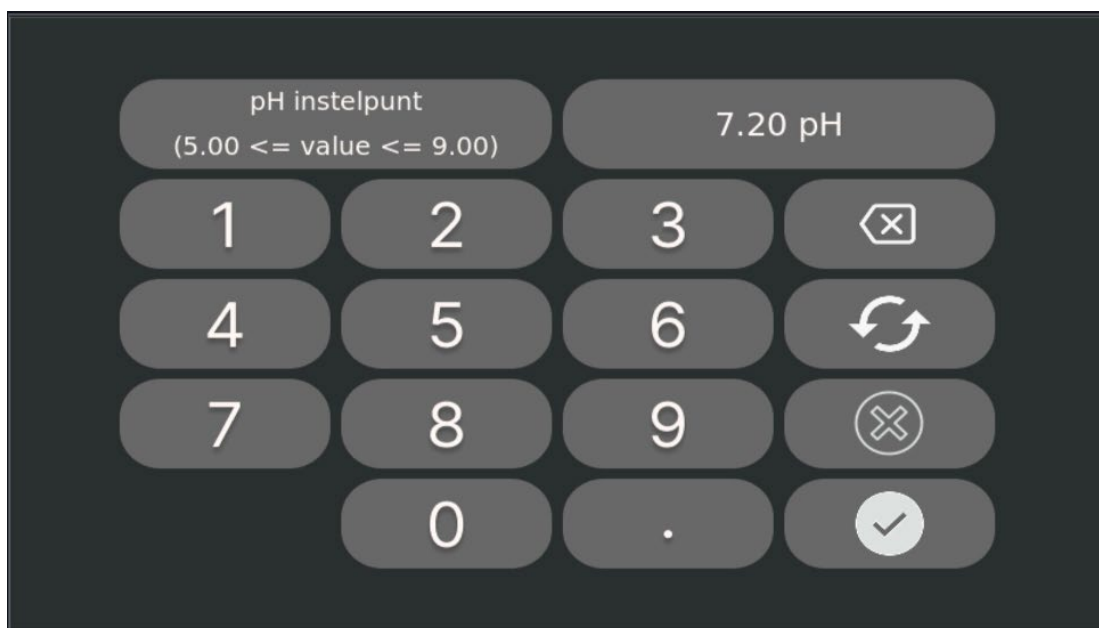 pH instelpunt
(5.00 <= value <= 9.00)
7.20 pH
1 2 3
4 5 6
7 8 9
0 .